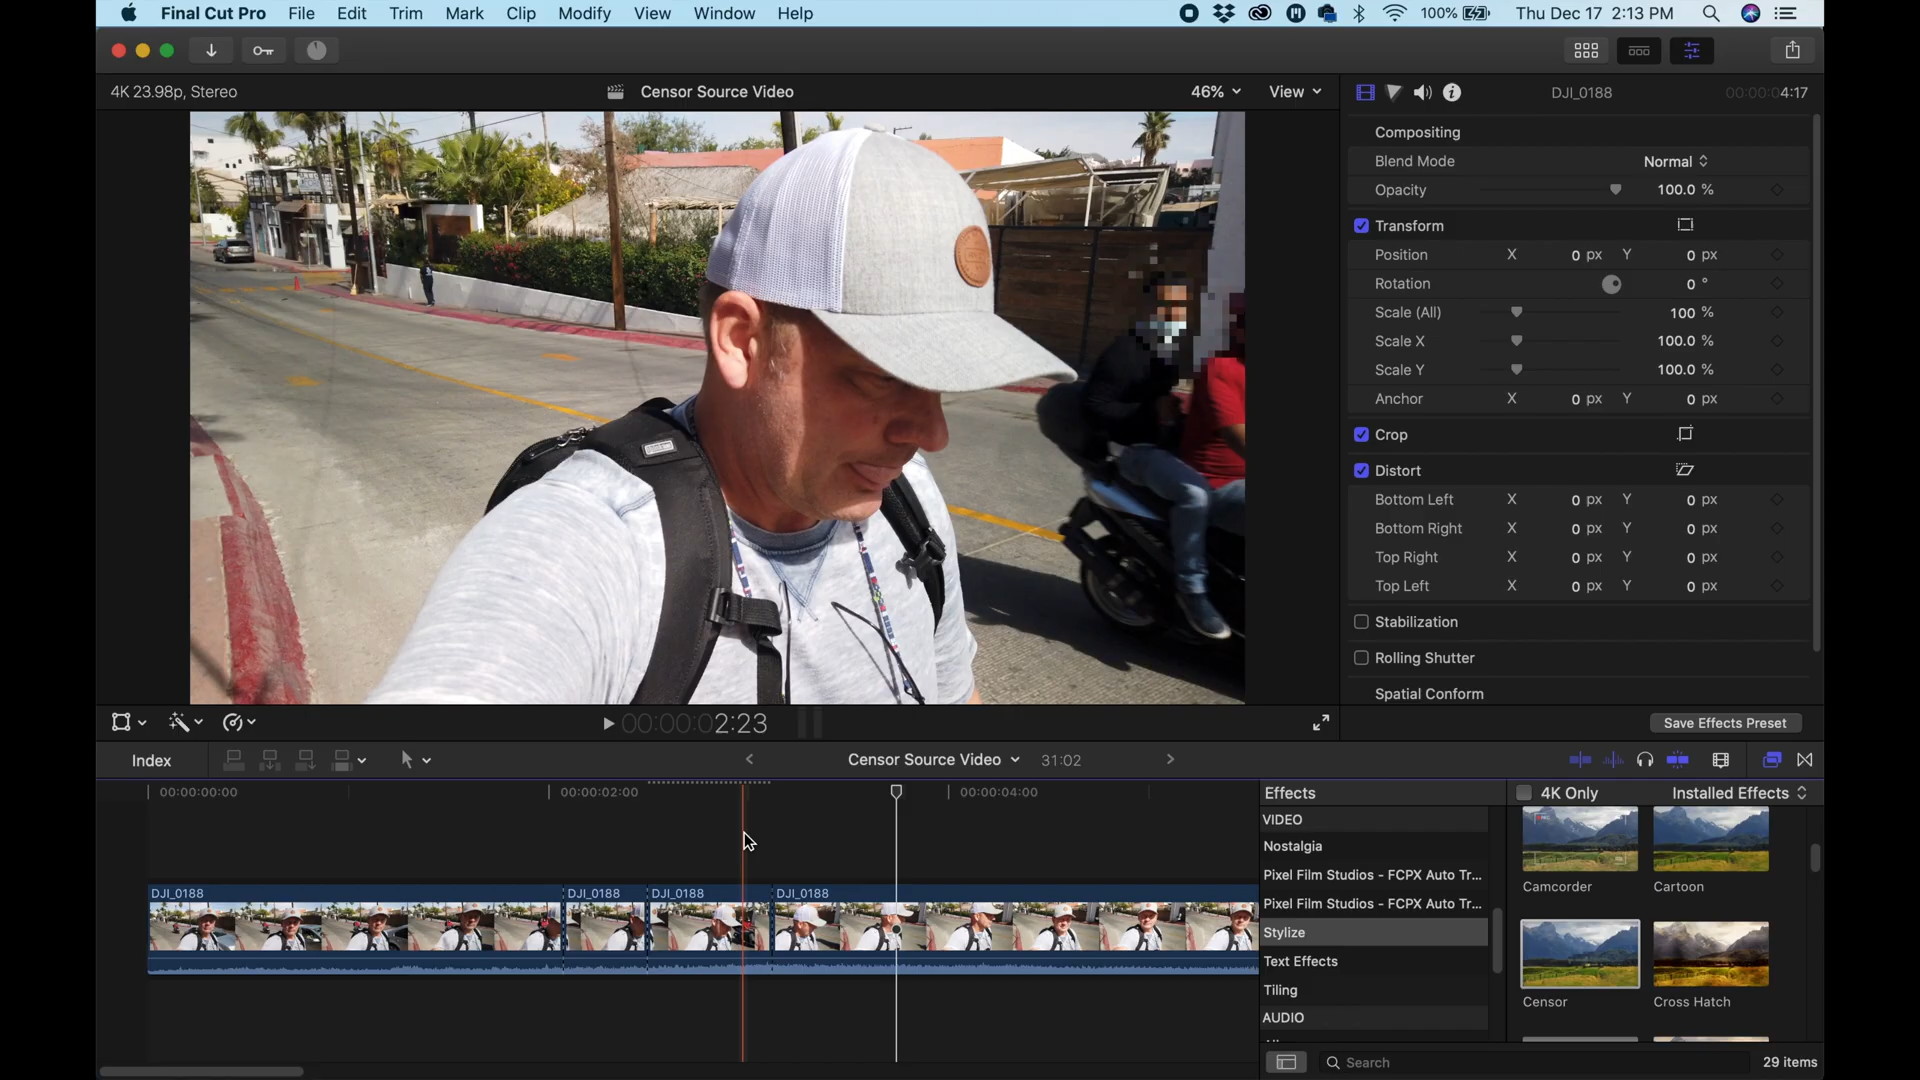 Final Cut Pro File Edit Trim Mark Clip Modify View Window Help 100% Thu Dec 17 2:13 PM
4K 23.98p, Stereo Censor Source Video 46% View DJI_0188 00:00:04:17
Compositing
Blend Mode Normal
Opacity 100.0 %
Transform
Position X 0 px Y 0 px
Rotation 0 °
Scale (All) 100 %
Scale X 100.0 %
Scale Y 100.0 %
Anchor X 0 px Y 0 px
Crop
Distort
Bottom Left X 0 px Y 0 px
Bottom Right X 0 px Y 0 px
Top Right X 0 px Y 0 px
Top Left X 0 px Y 0 px
Stabilization
Rolling Shutter
Spatial Conform
00:00:02:23 Save Effects Preset
Index Censor Source Video 31:02
00:00:00:00 00:00:02:00 00:00:04:00
DJI_0188 DJI_0188 DJI_0188 DJI_0188
Effects 4K Only Installed Effects
VIDEO
Nostalgia
Pixel Film Studios - FCPX Auto Tr...
Pixel Film Studios - FCPX Auto Tr...
Stylize
Text Effects
Tiling
AUDIO
Camcorder Cartoon
Censor Cross Hatch
Search 29 items